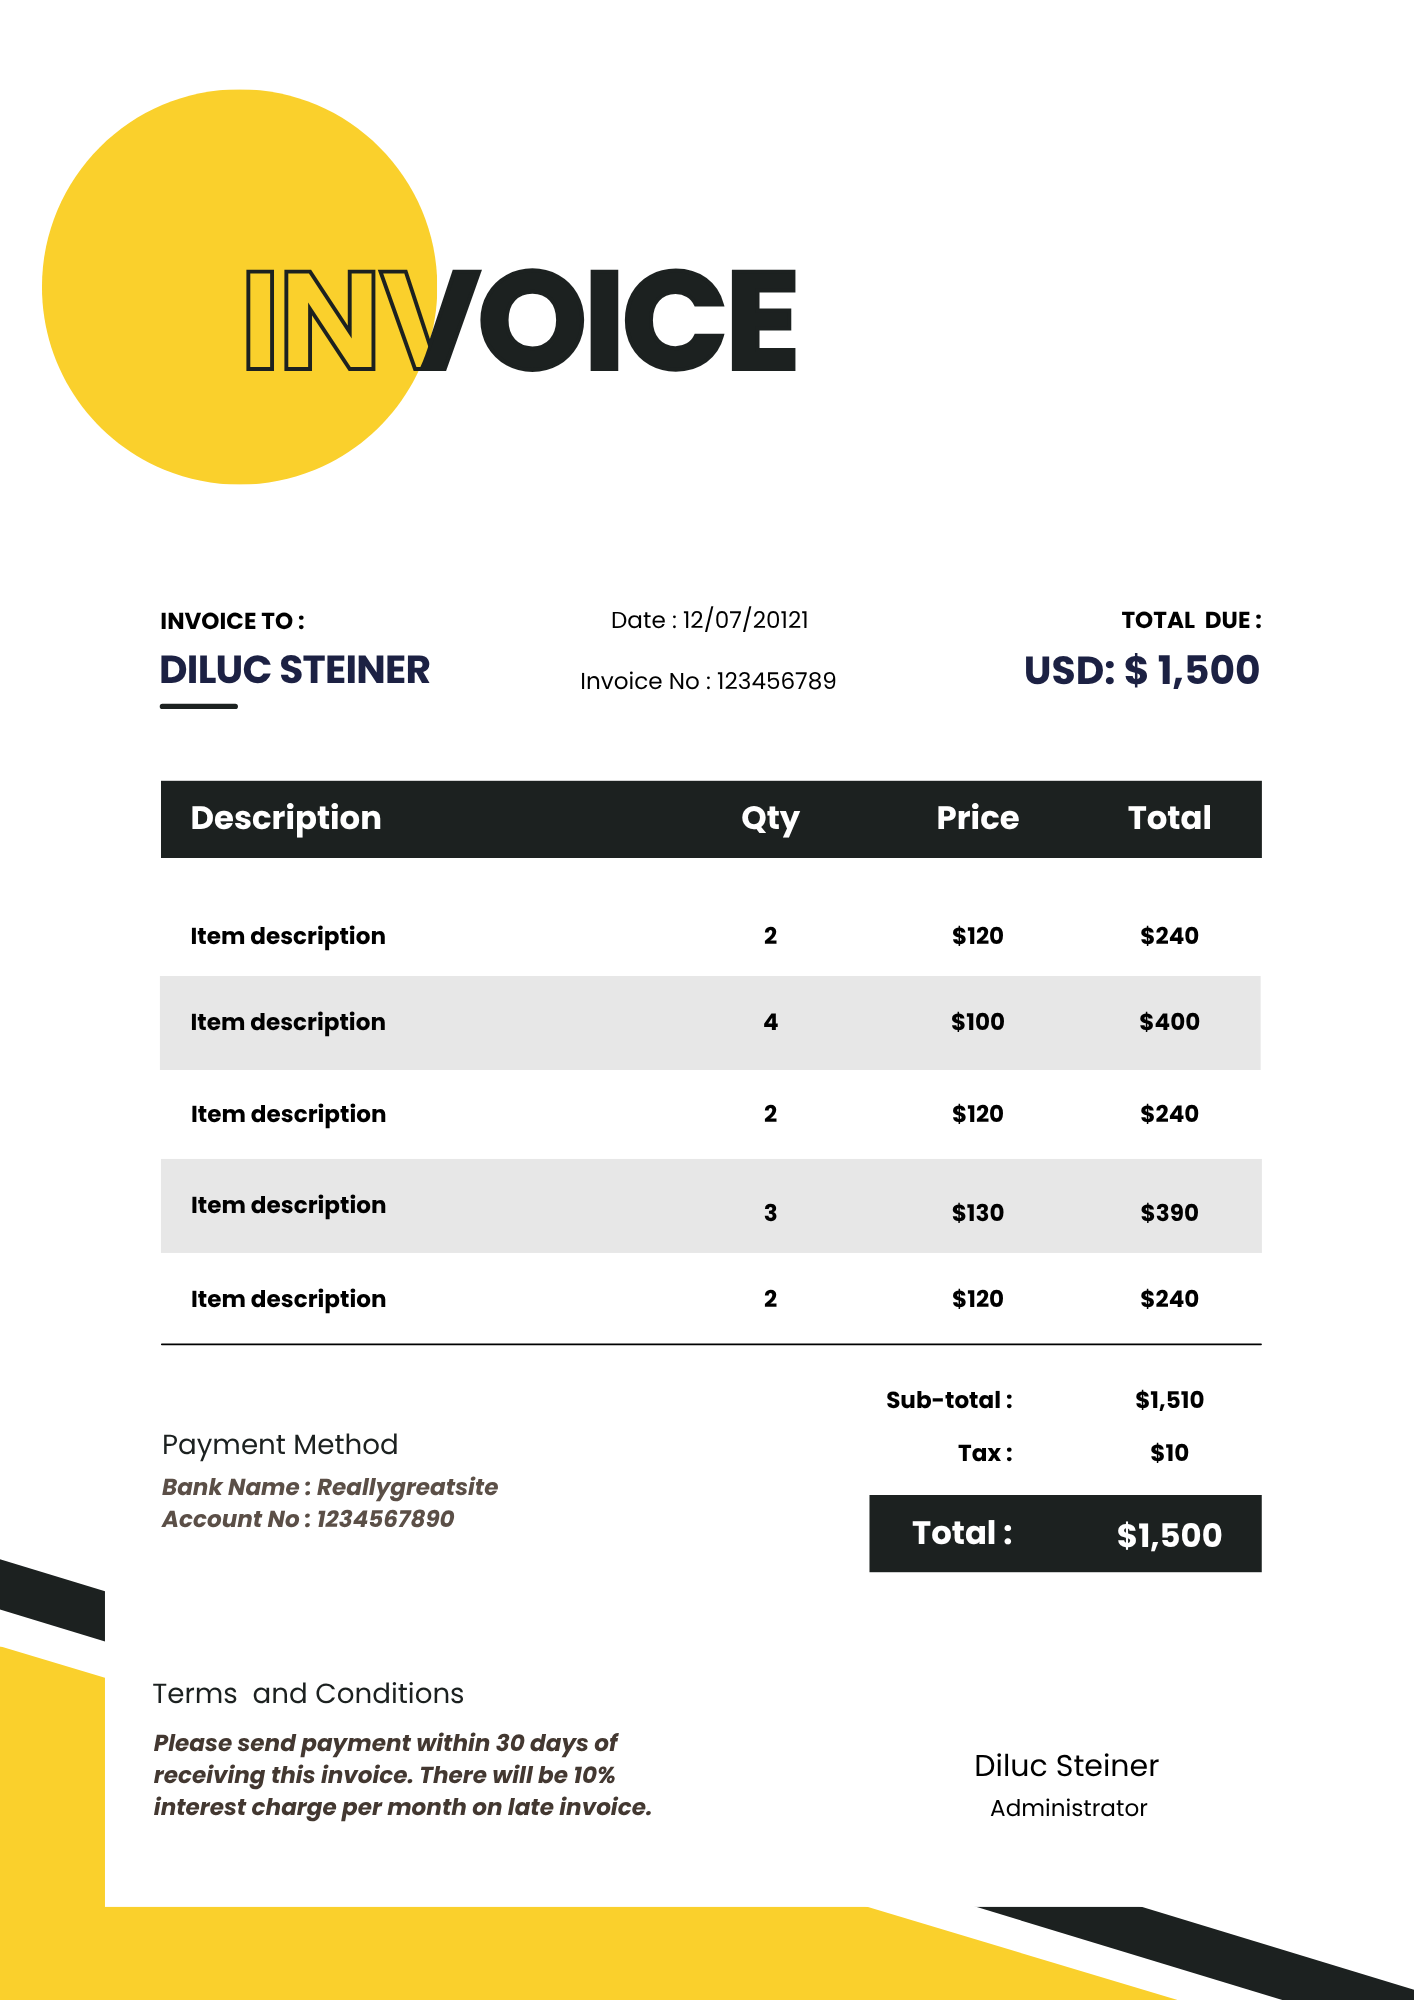 INVOICE
INVOICE TO :
DILUC STEINER
Date : 12/07/20121
Invoice No : 123456789
TOTAL  DUE :
USD: $ 1,500
Description Qty Price Total
Item description 2 $120 $240
Item description 4 $100 $400
Item description 2 $120 $240
Item description 3 $130 $390
Item description 2 $120 $240
Sub-total : $1,510
Tax : $10
Total : $1,500
Payment Method
Bank Name : Reallygreatsite
Account No : 1234567890
Terms  and Conditions
Please send payment within 30 days of
receiving this invoice. There will be 10%
interest charge per month on late invoice.
Diluc Steiner
Administrator